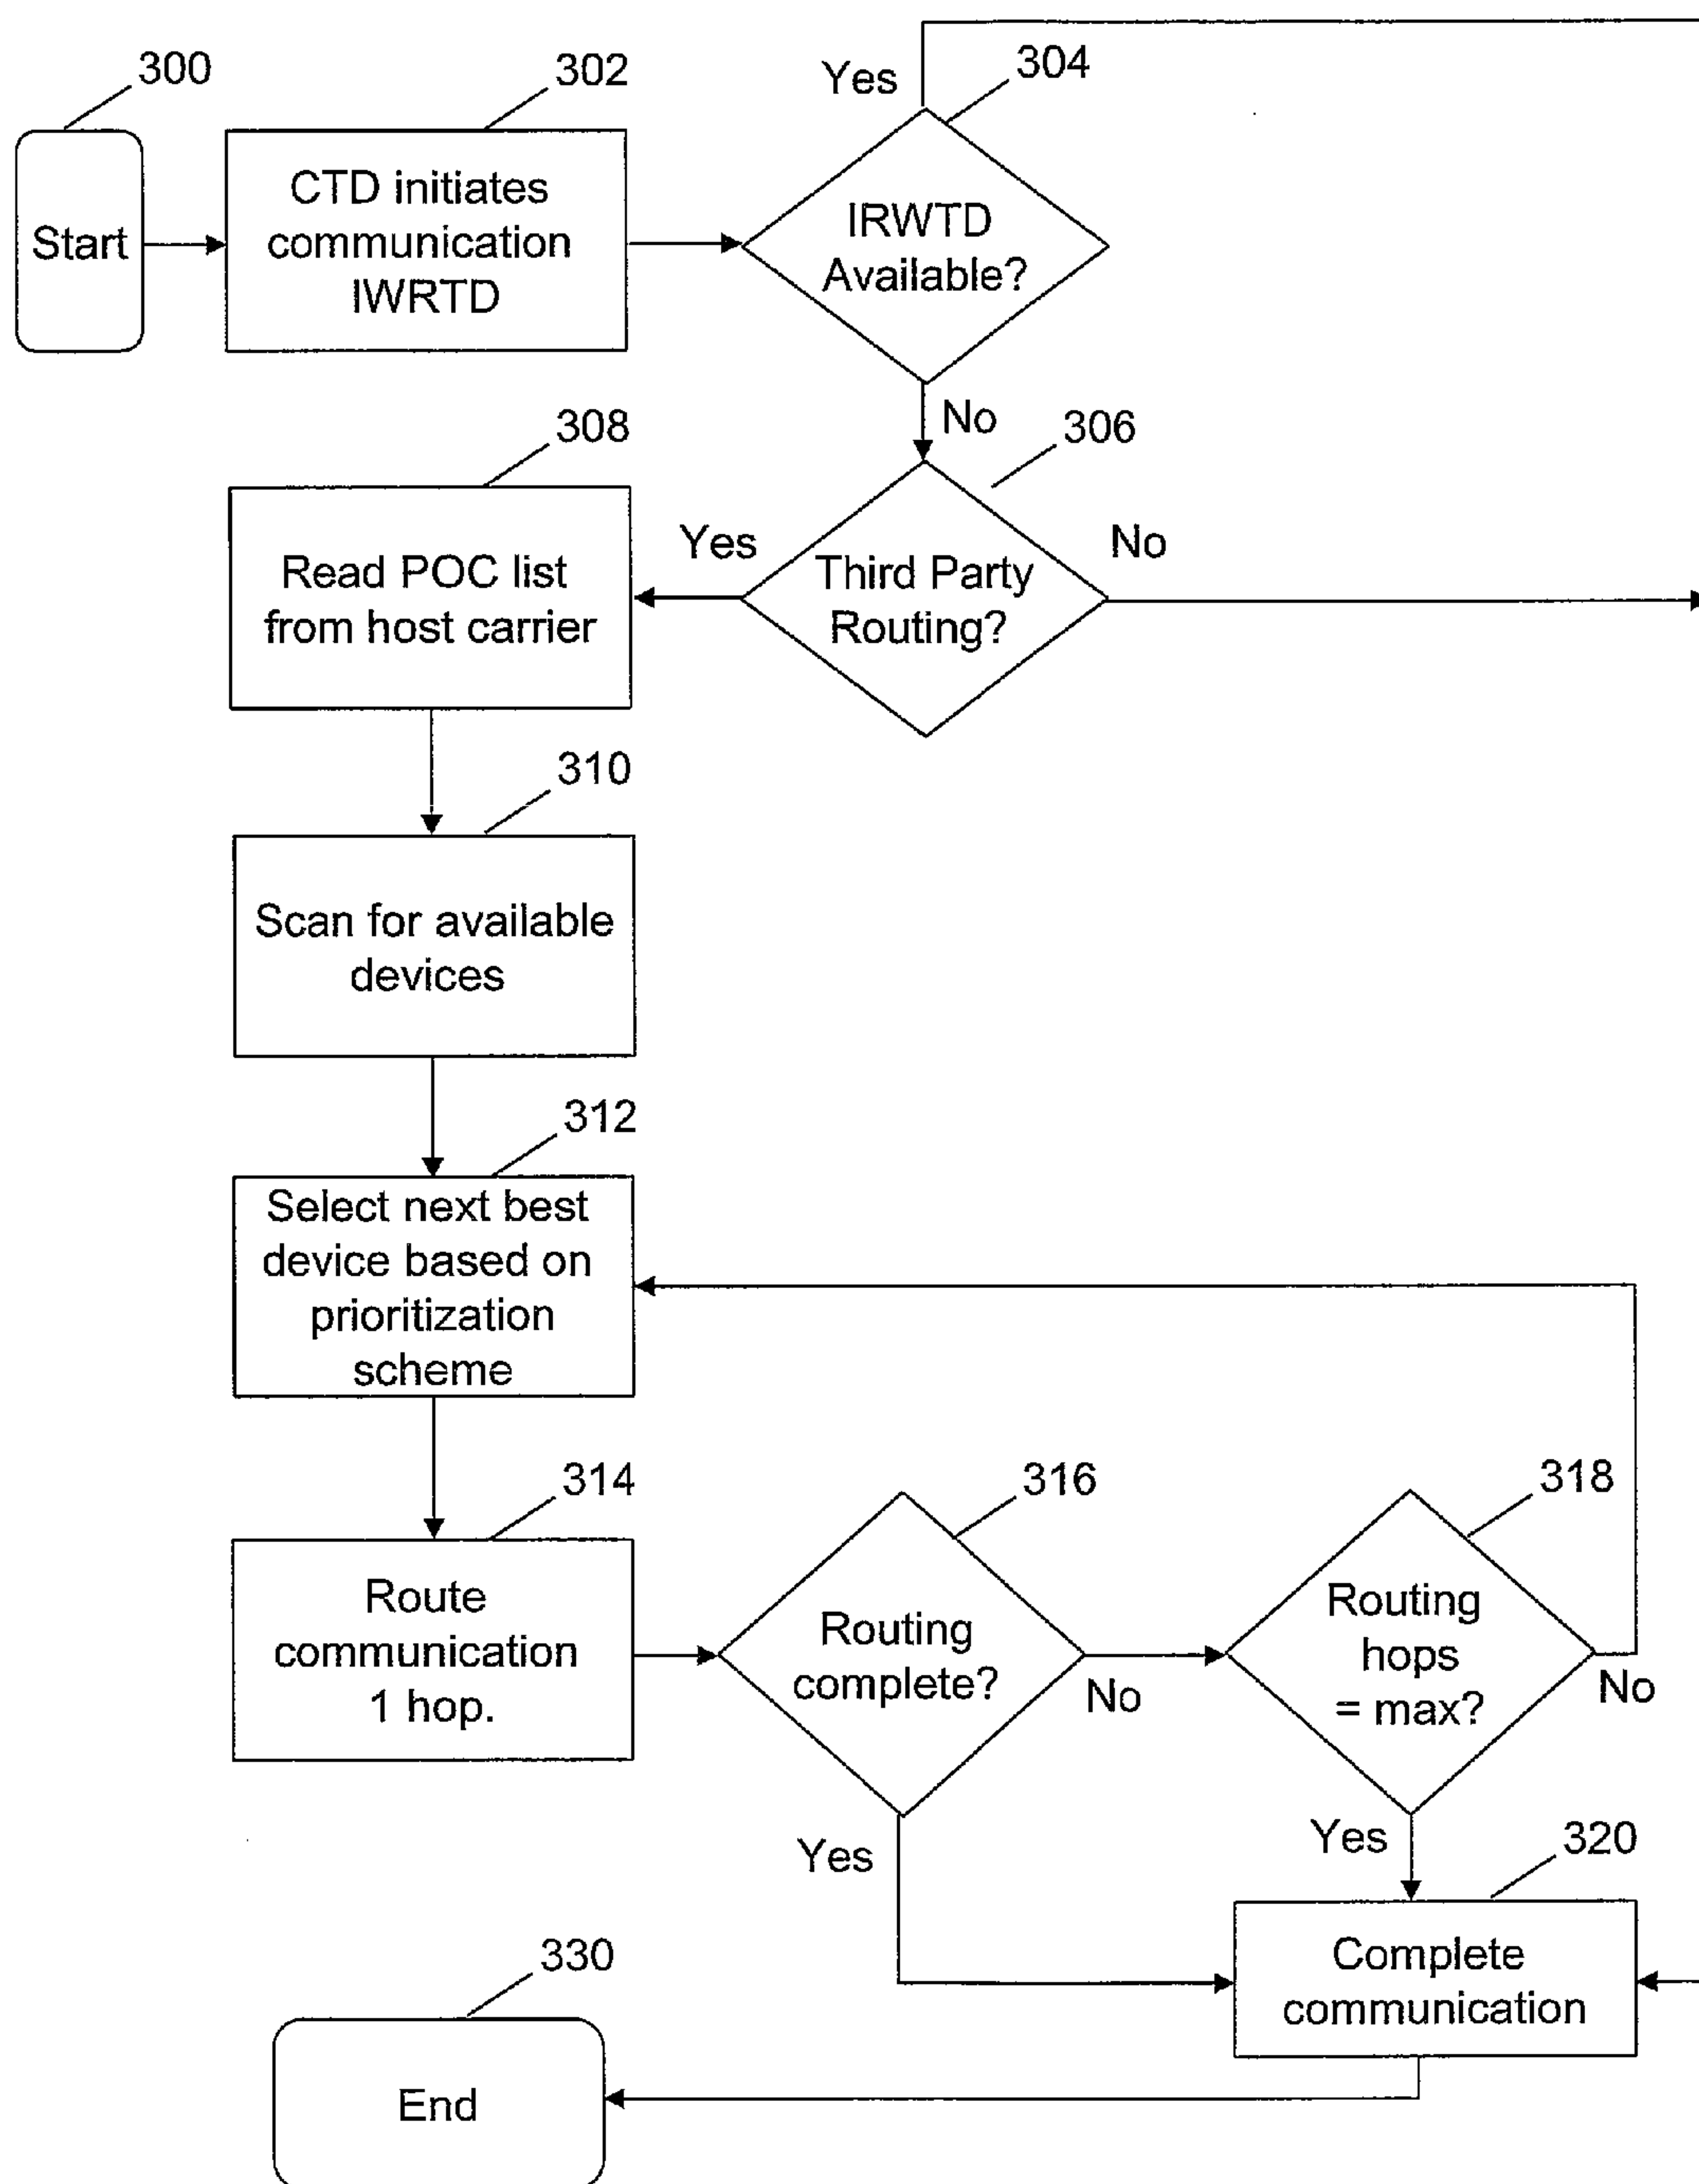 300
302
304
Yes
Start
CTD initiates
communication
IWRTD
IRWTD
Available?
No
306
308
Read POC list
from host carrier
Yes
Third Party
Routing?
No
310
Scan for available
devices
312
Select next best
device based on
prioritization
scheme
314
Route
communication
1 hop.
316
Routing
complete?
No
318
Routing
hops
= max?
No
Yes
Yes
320
Complete
communication
330
End